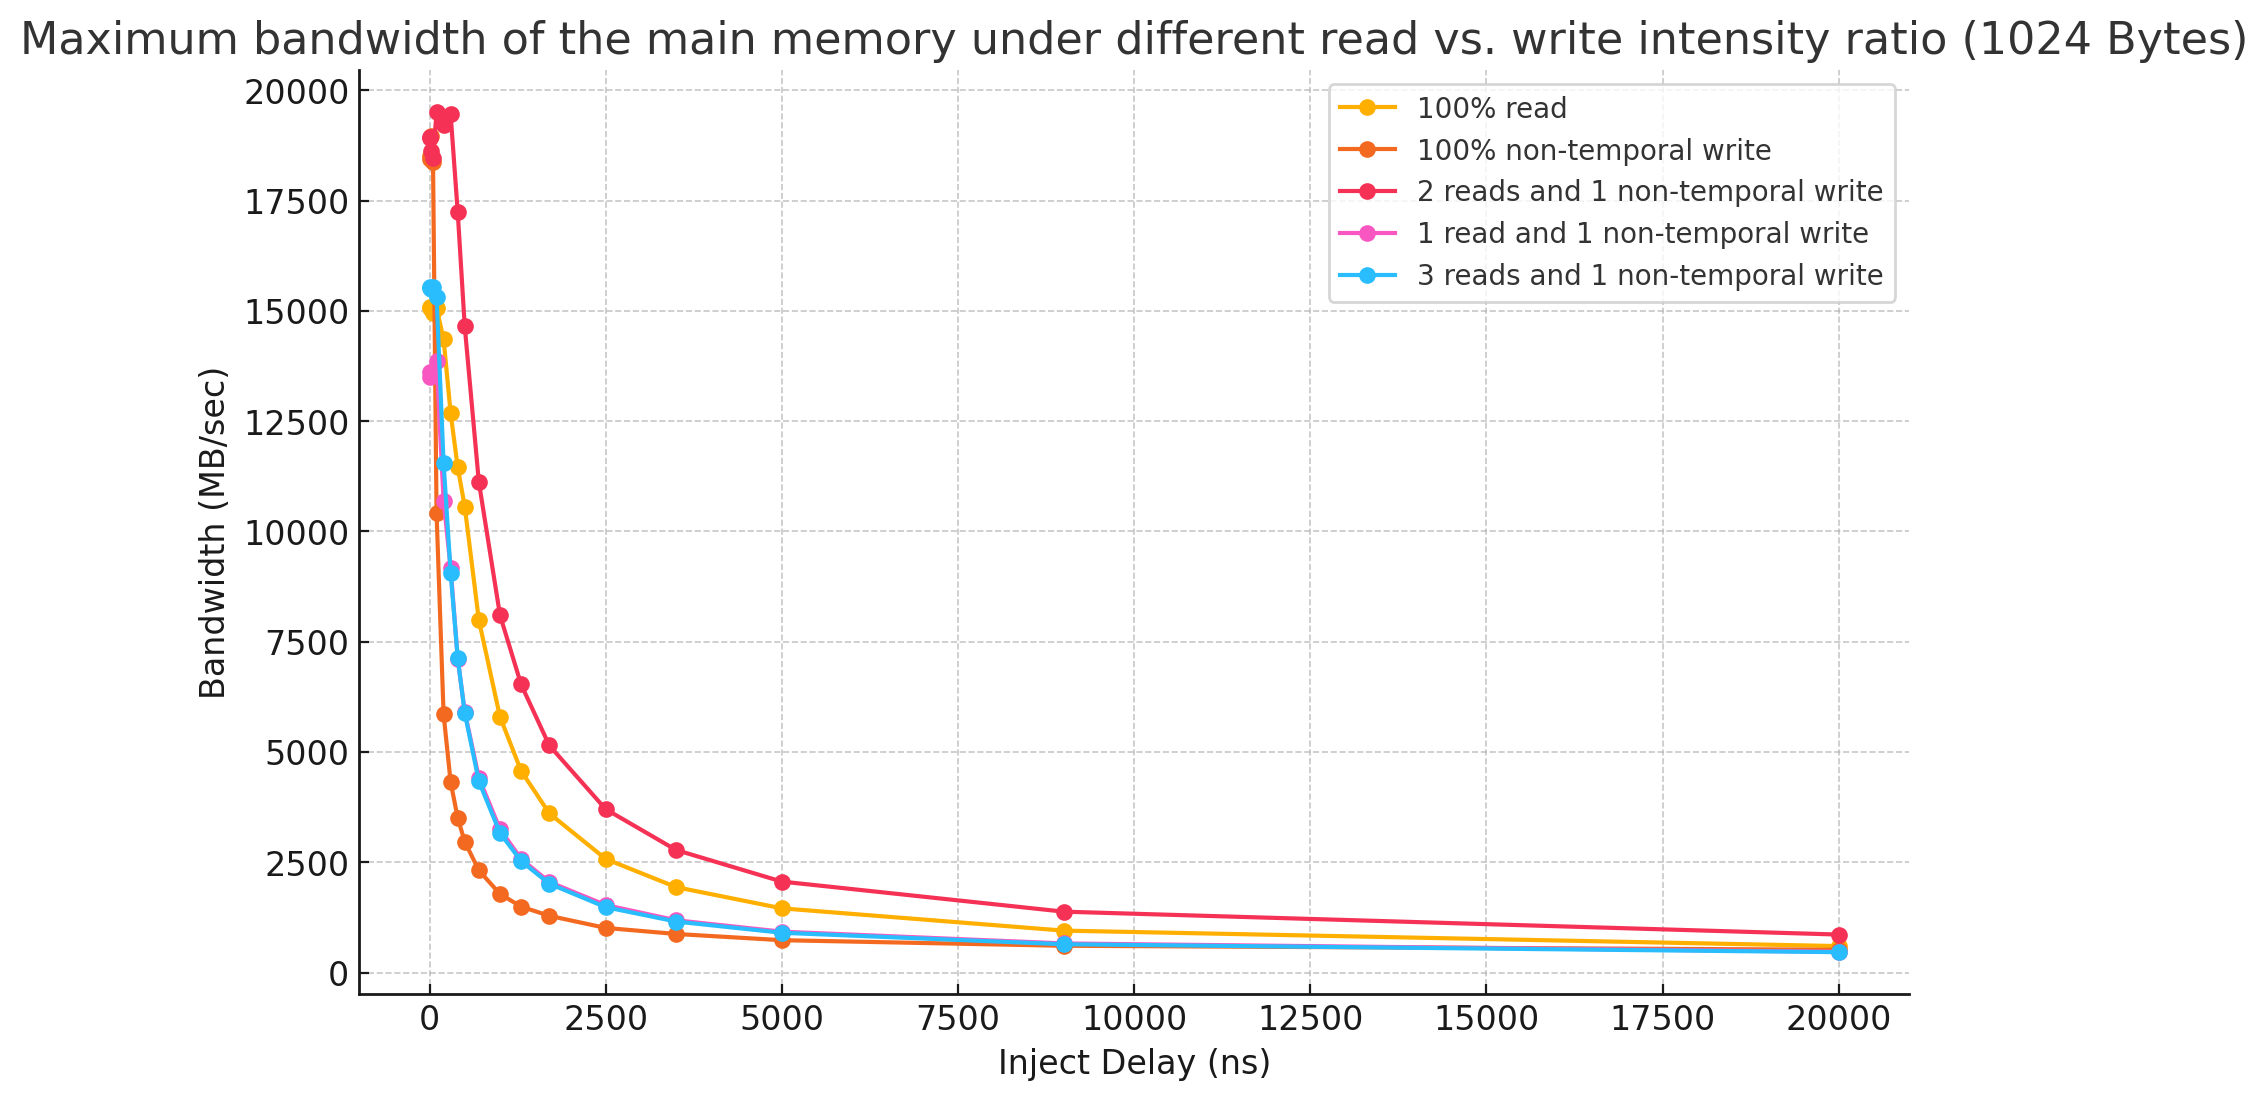 Maximum bandwidth of the main memory under different read vs. write intensity ratio (1024 Bytes)
20000
17500
15000
12500
10000
7500
5000
2500
0
Bandwidth (MB/sec)
100% read
100% non-temporal write
2 reads and 1 non-temporal write
1 read and 1 non-temporal write
3 reads and 1 non-temporal write
0 2500 5000 7500 10000 12500 15000 17500 20000
Inject Delay (ns)